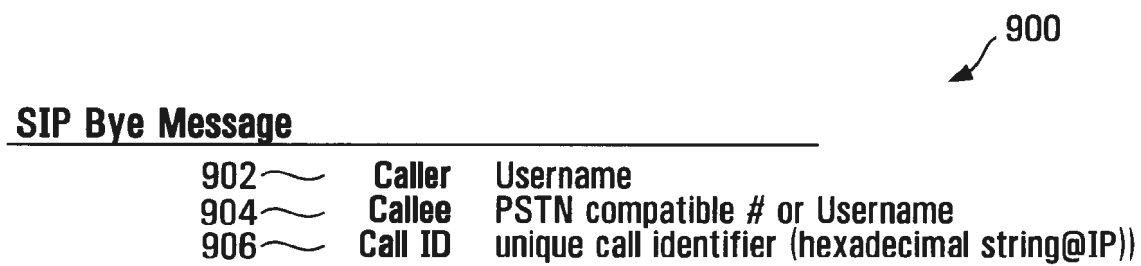 900
SIP Bye Message
902 Caller Username
904 Callee PSTN compatible # or Username
906 Call ID unique call identifier (hexadecimal string@IP))